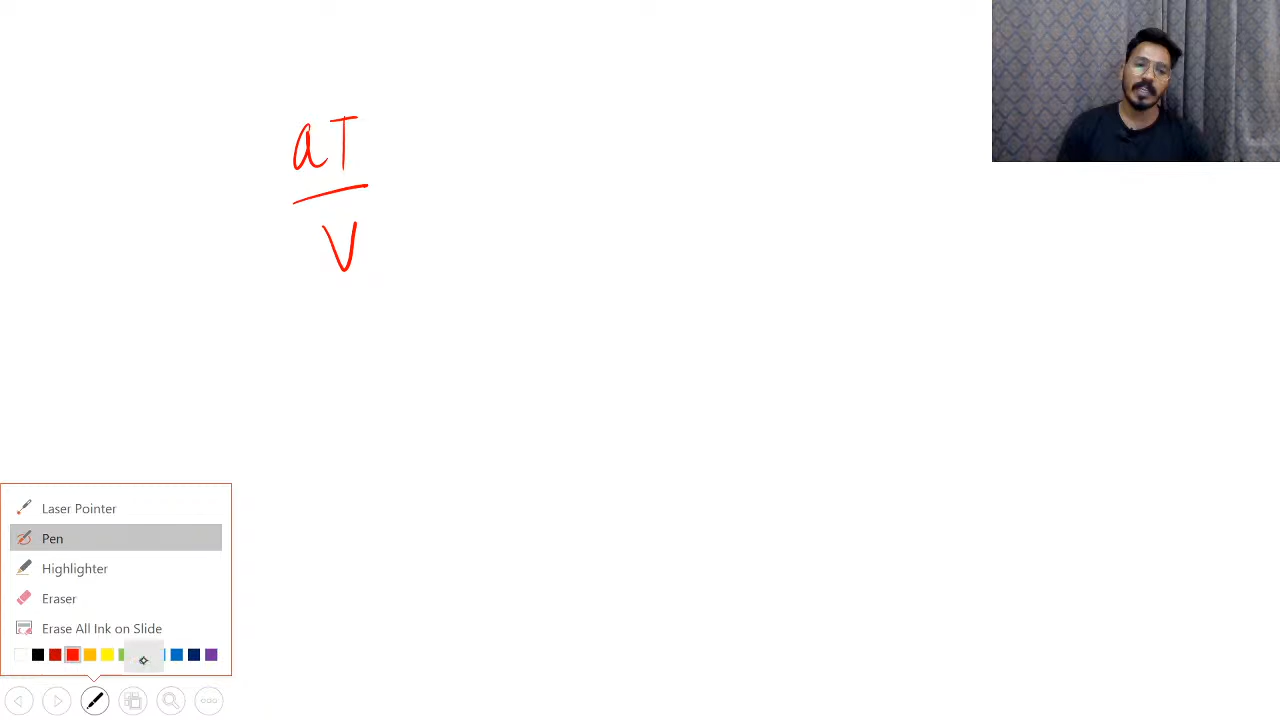 aT
V
Laser Pointer
Pen
Highlighter
Eraser
Erase All Ink on Slide